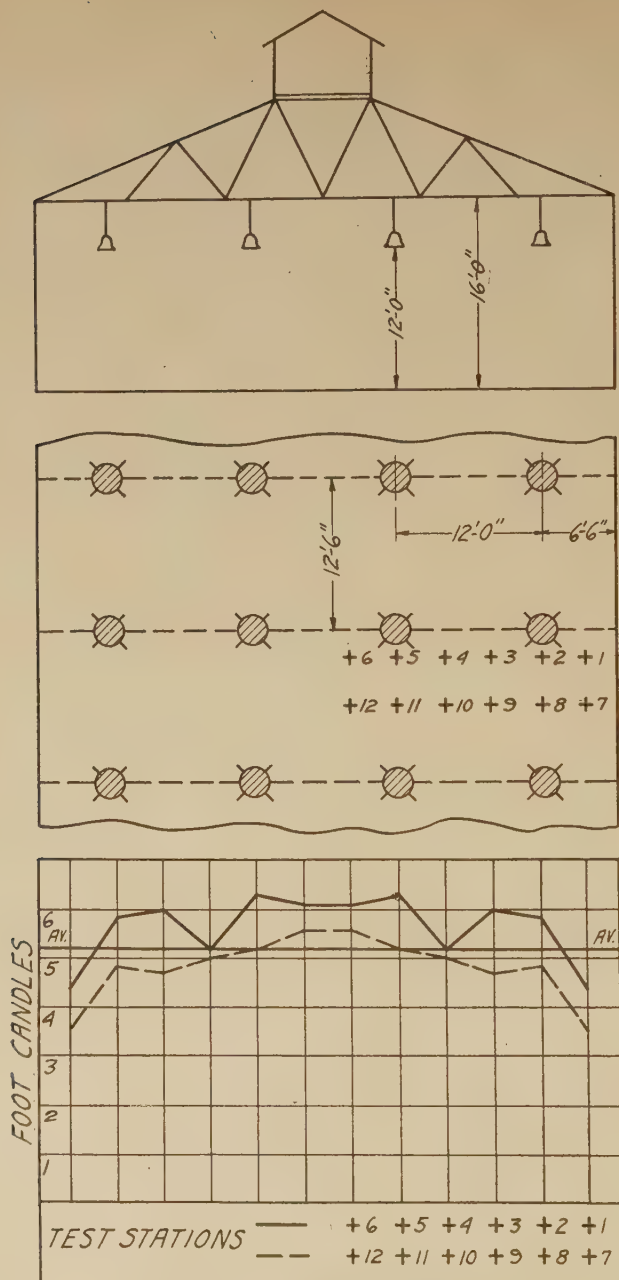 12'-0"
16'-0"
12'-6"
12'-0"
6'-6"
+6 +5 +4 +3 +2 +1
+12 +11 +10 +9 +8 +7
FOOT CANDLES
6
AV.
AV.
5
4
3
2
1
TEST STATIONS
+6 +5 +4 +3 +2 +1
+12 +11 +10 +9 +8 +7